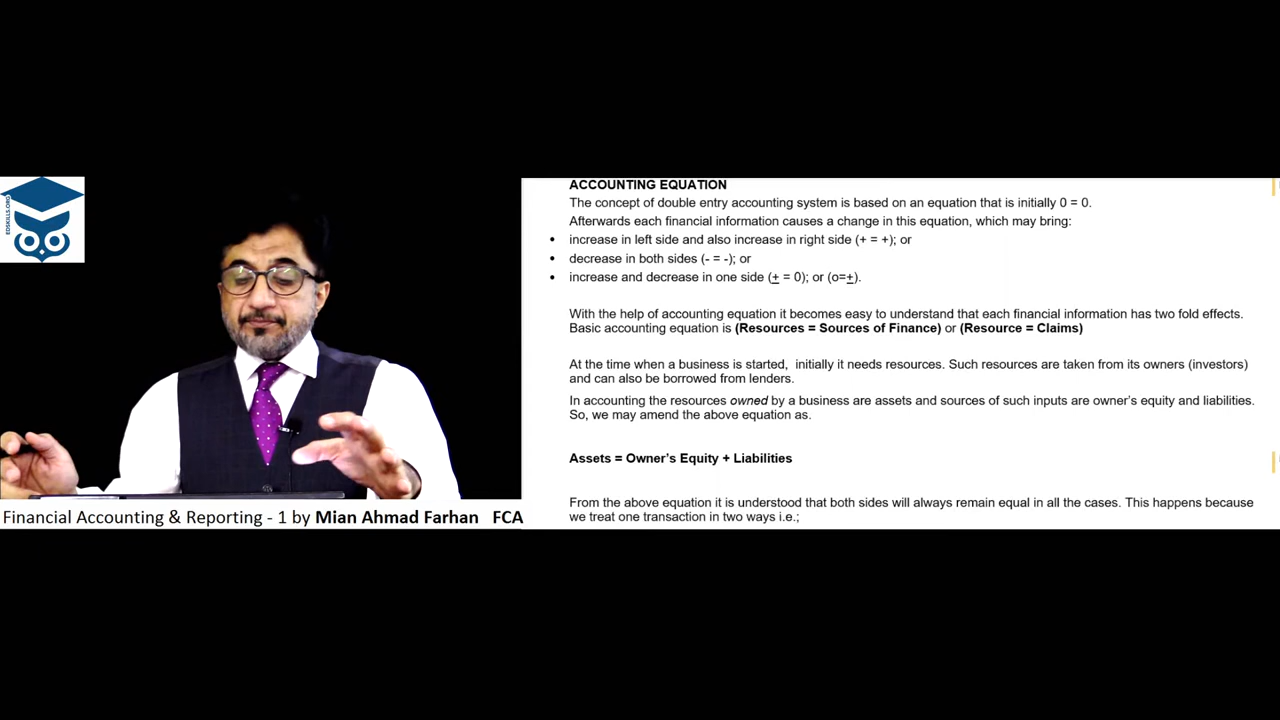 EDSKILLS.ORG
ACCOUNTING EQUATION
The concept of double entry accounting system is based on an equation that is initially 0 = 0.
Afterwards each financial information causes a change in this equation, which may bring:
• increase in left side and also increase in right side (+ = +); or
• decrease in both sides (- = -); or
• increase and decrease in one side (± = 0); or (o=±).
With the help of accounting equation it becomes easy to understand that each financial information has two fold effects.
Basic accounting equation is (Resources = Sources of Finance) or (Resource = Claims)
At the time when a business is started, initially it needs resources. Such resources are taken from its owners (investors)
and can also be borrowed from lenders.
In accounting the resources owned by a business are assets and sources of such inputs are owner's equity and liabilities.
So, we may amend the above equation as.
Assets = Owner's Equity + Liabilities
From the above equation it is understood that both sides will always remain equal in all the cases. This happens because
we treat one transaction in two ways i.e.;
Financial Accounting & Reporting - 1 by Mian Ahmad Farhan FCA